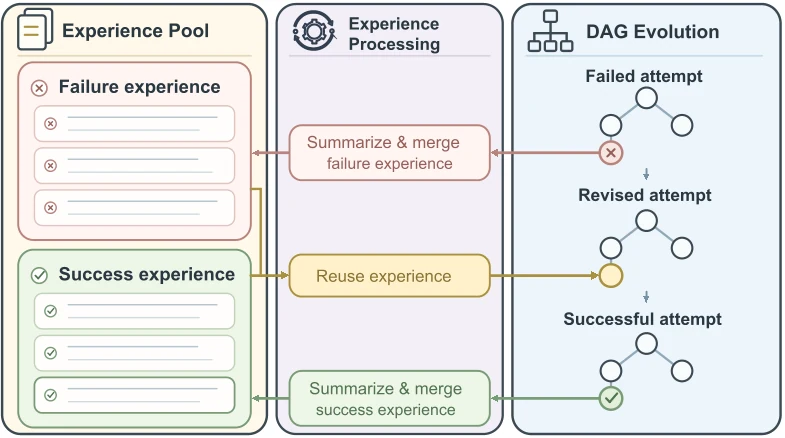 Experience Pool
Failure experience
Success experience
Experience
Processing
Summarize & merge
failure experience
Reuse experience
Summarize & merge
success experience
DAG Evolution
Failed attempt
Revised attempt
Successful attempt